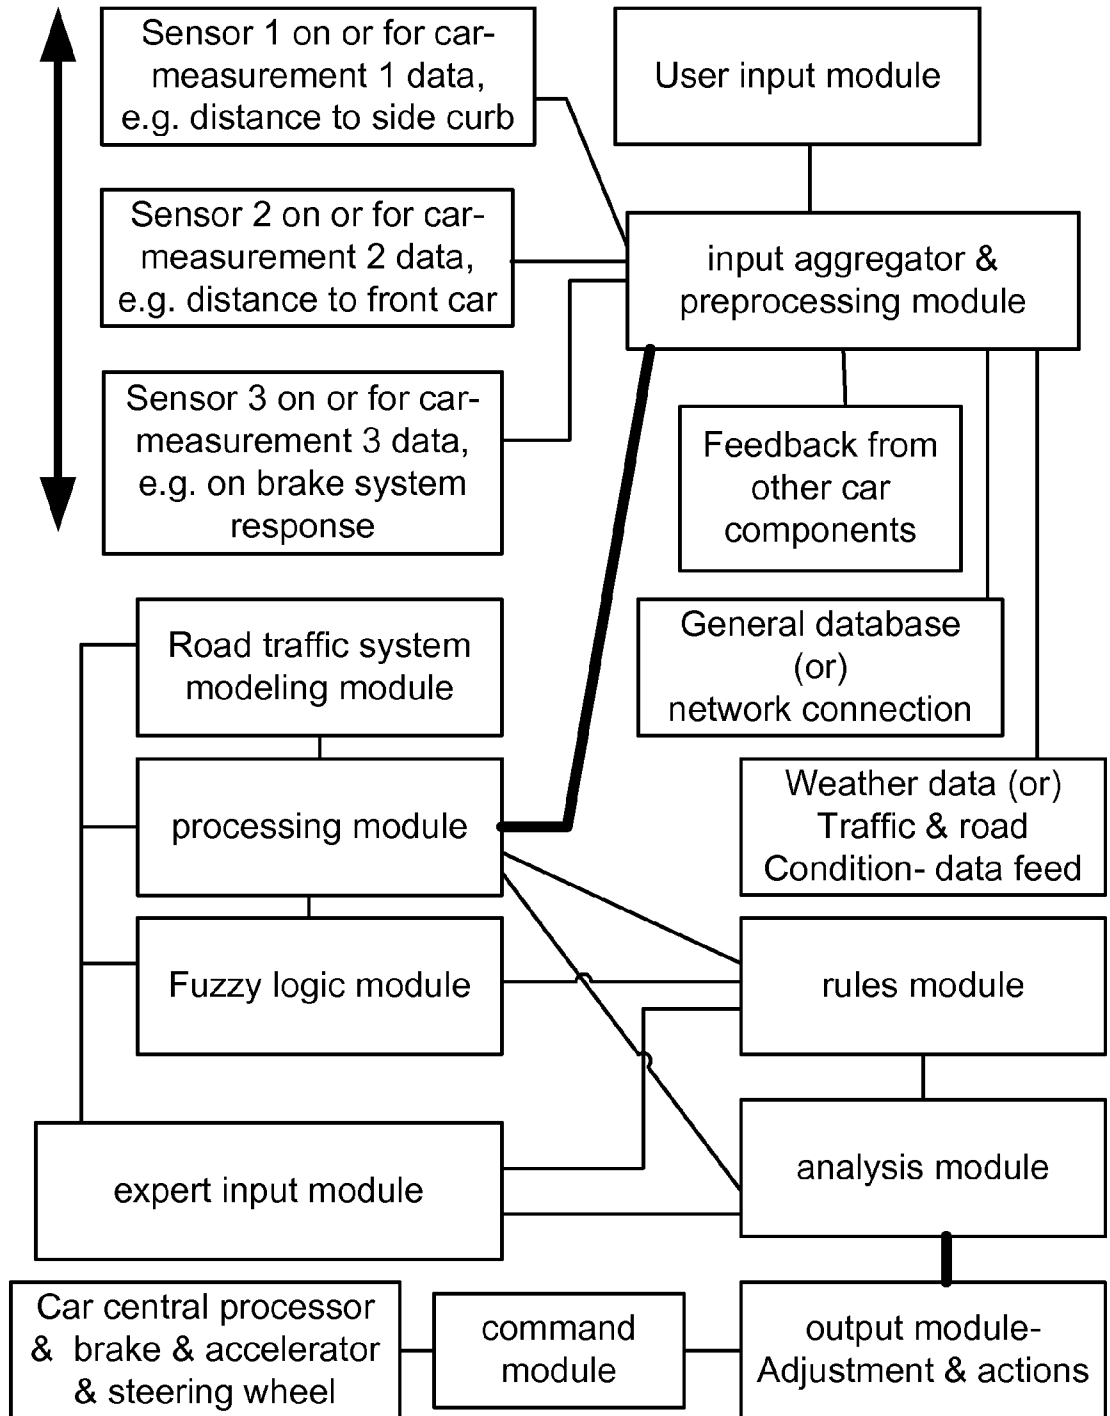 Sensor 1 on or for car-
measurement 1 data,
e.g. distance to side curb
User input module
Sensor 2 on or for car-
measurement 2 data,
e.g. distance to front car
input aggregator &
preprocessing module
Sensor 3 on or for car-
measurement 3 data,
e.g. on brake system
response
Feedback from
other car
components
General database
(or)
network connection
Road traffic system
modeling module
processing module
Weather data (or)
Traffic & road
Condition- data feed
Fuzzy logic module
rules module
expert input module
analysis module
Car central processor
& brake & accelerator
& steering wheel
command
module
output module-
Adjustment & actions